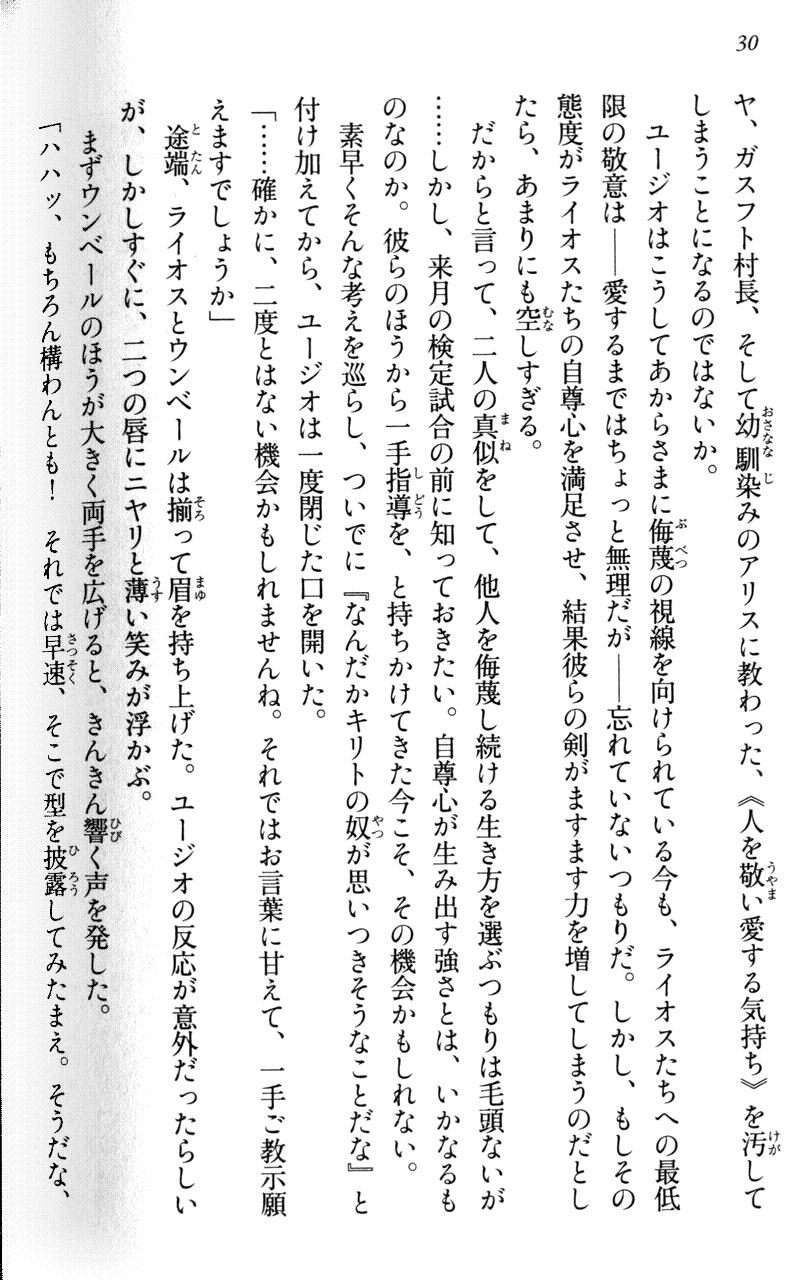 30
ヤ、ガスフト村長、そして幼馴染みのアリスに教わった、《人を敬い愛する気持ち》を汚して
しまうことになるのではないか。
ユージオはこうしてあからさまに侮蔑の視線を向けられている今も、ライオスたちへの最低
限の敬意は――愛するまではちょっと無理だが――忘れていないつもりだ。しかし、もしその
態度がライオスたちの自尊心を満足させ、結果彼らの剣がますます力を増してしまうのだとし
たら、あまりにも空しすぎる。
だからと言って、二人の真似をして、他人を侮蔑し続ける生き方を選ぶつもりは毛頭ないが
……しかし、来月の検定試合の前に知っておきたい。自尊心が生み出す強さとは、いかなるも
のなのか。彼らのほうから一手指導を、と持ちかけてきた今こそ、その機会かもしれない。
素早くそんな考えを巡らし、ついでに『なんだかキリトの奴が思いつきそうなことだな』と
付け加えてから、ユージオは一度閉じた口を開いた。
「……確かに、二度とはない機会かもしれませんね。それではお言葉に甘えて、一手ご教示願
えますでしょうか」
途端、ライオスとウンベールは揃って眉を持ち上げた。ユージオの反応が意外だったらしい
が、しかしすぐに、二つの唇にニヤリと薄い笑みが浮かぶ。
まずウンベールのほうが大きく両手を広げると、きんきん響く声を発した。
「ハハッ、もちろん構わんとも！　それでは早速、そこで型を披露してみたまえ。そうだな、